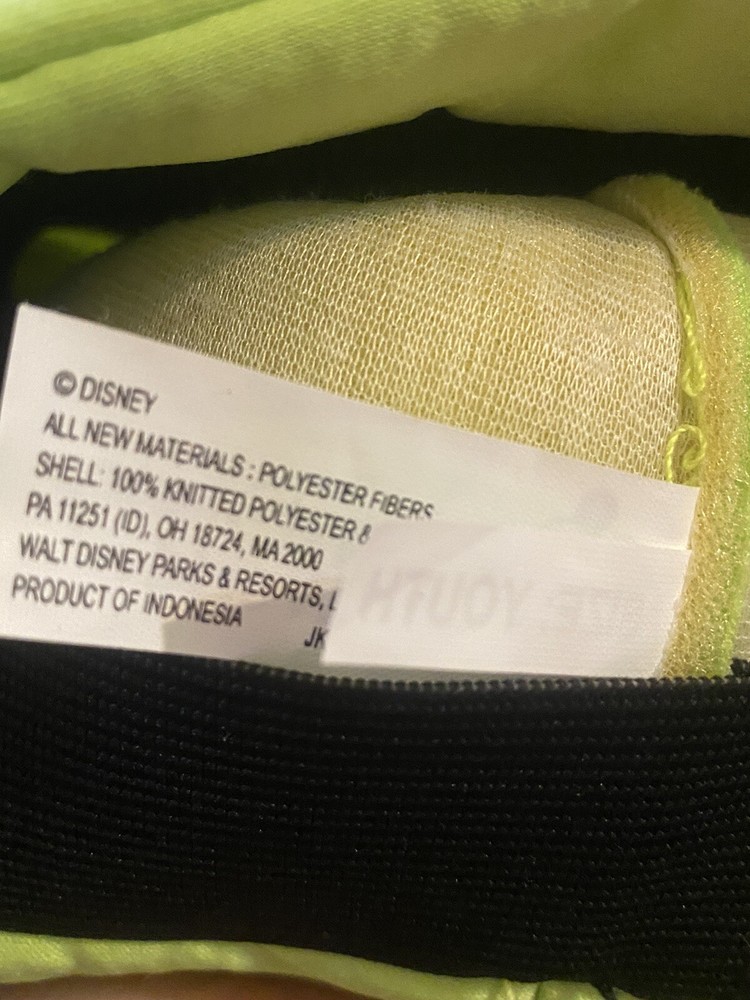 © DISNEY
ALL NEW MATERIALS : POLYESTER FIBERS
SHELL: 100% KNITTED POLYESTER &
PA 11251 (ID), OH 18724, MA 2000
WALT DISNEY PARKS & RESORTS,
PRODUCT OF INDONESIA
JK
YOUTH